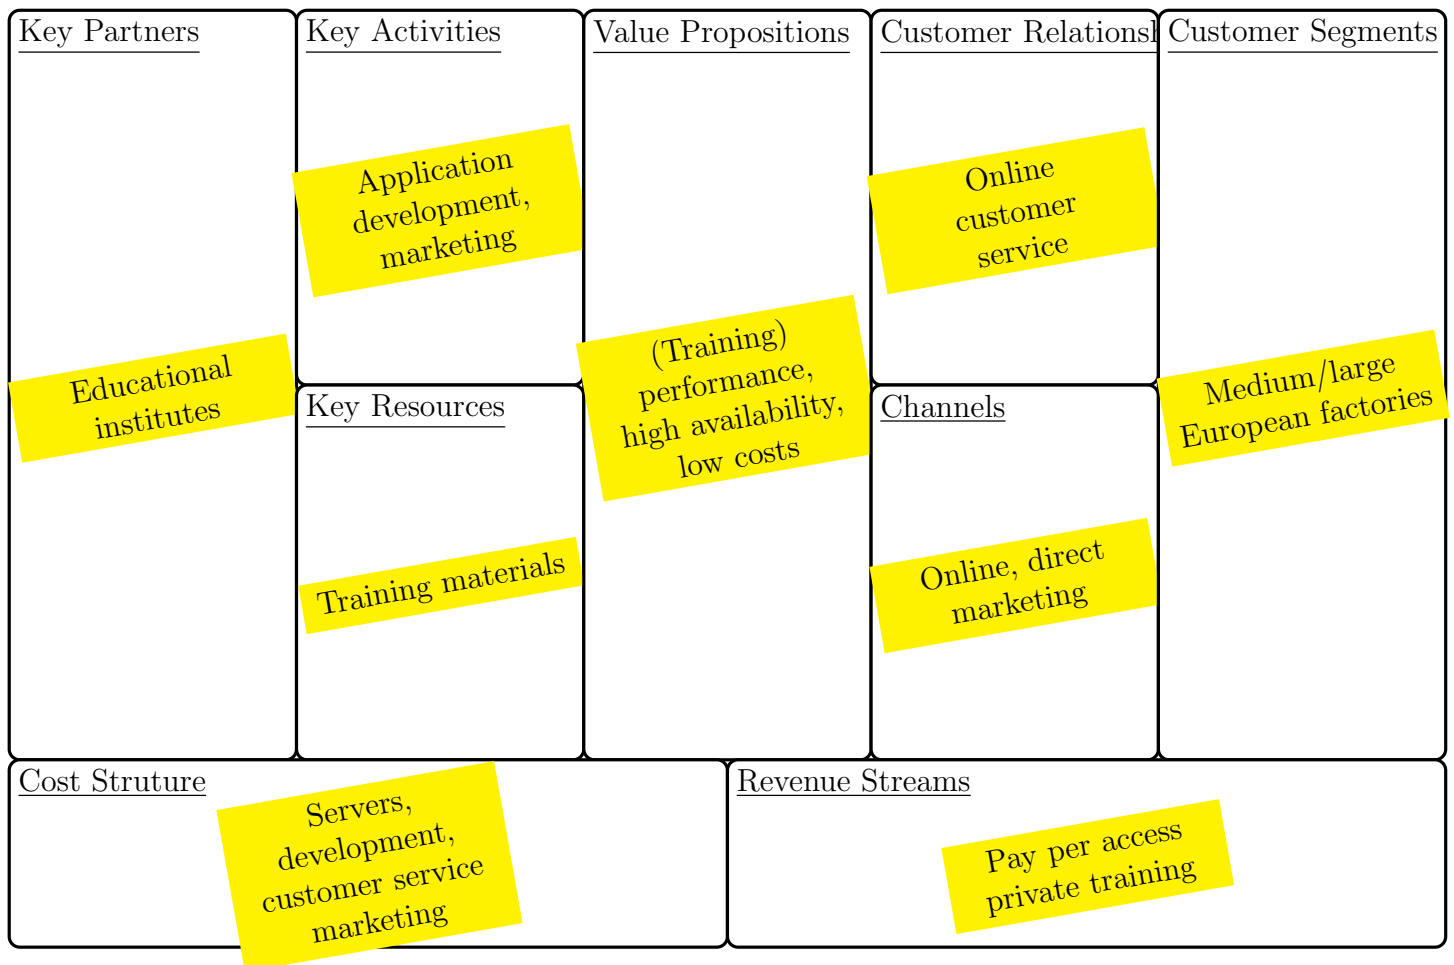 Key Partners
Educational
institutes
Key Activities
Application
development,
marketing
Key Resources
Training materials
Value Propositions
(Training)
performance,
high availability,
low costs
Customer Relations
Online
customer
service
Channels
Online, direct
marketing
Customer Segments
Medium/large
European factories
Cost Struture
Servers,
development,
customer service
marketing
Revenue Streams
Pay per access
private training